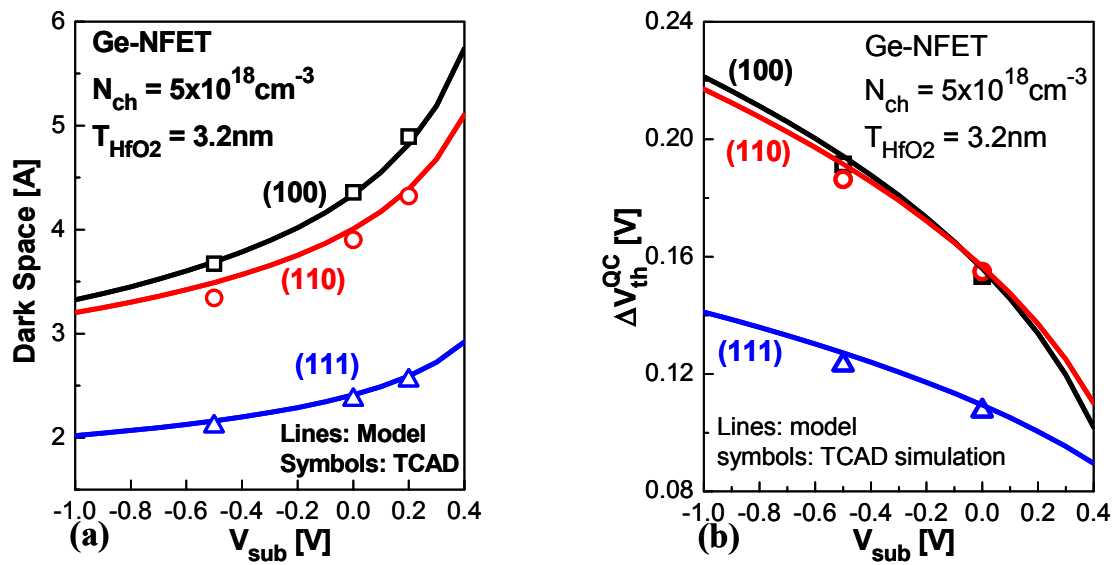 6
5
4
3
2
Dark Space [A]
Ge-NFET
N_ch = 5x10^18cm^-3
T_HfO2 = 3.2nm
(100)
(110)
(111)
Lines: Model
Symbols: TCAD
-1.0 -0.8 -0.6 -0.4 -0.2 0.0 0.2 0.4
(a)
V_sub [V]
0.24
0.20
0.16
0.12
0.08
ΔV_th^QC [V]
Ge-NFET
N_ch = 5x10^18cm^-3
T_HfO2 = 3.2nm
(100)
(110)
(111)
Lines: model
symbols: TCAD simulation
-1.0 -0.8 -0.6 -0.4 -0.2 0.0 0.2 0.4
(b)
V_sub [V]